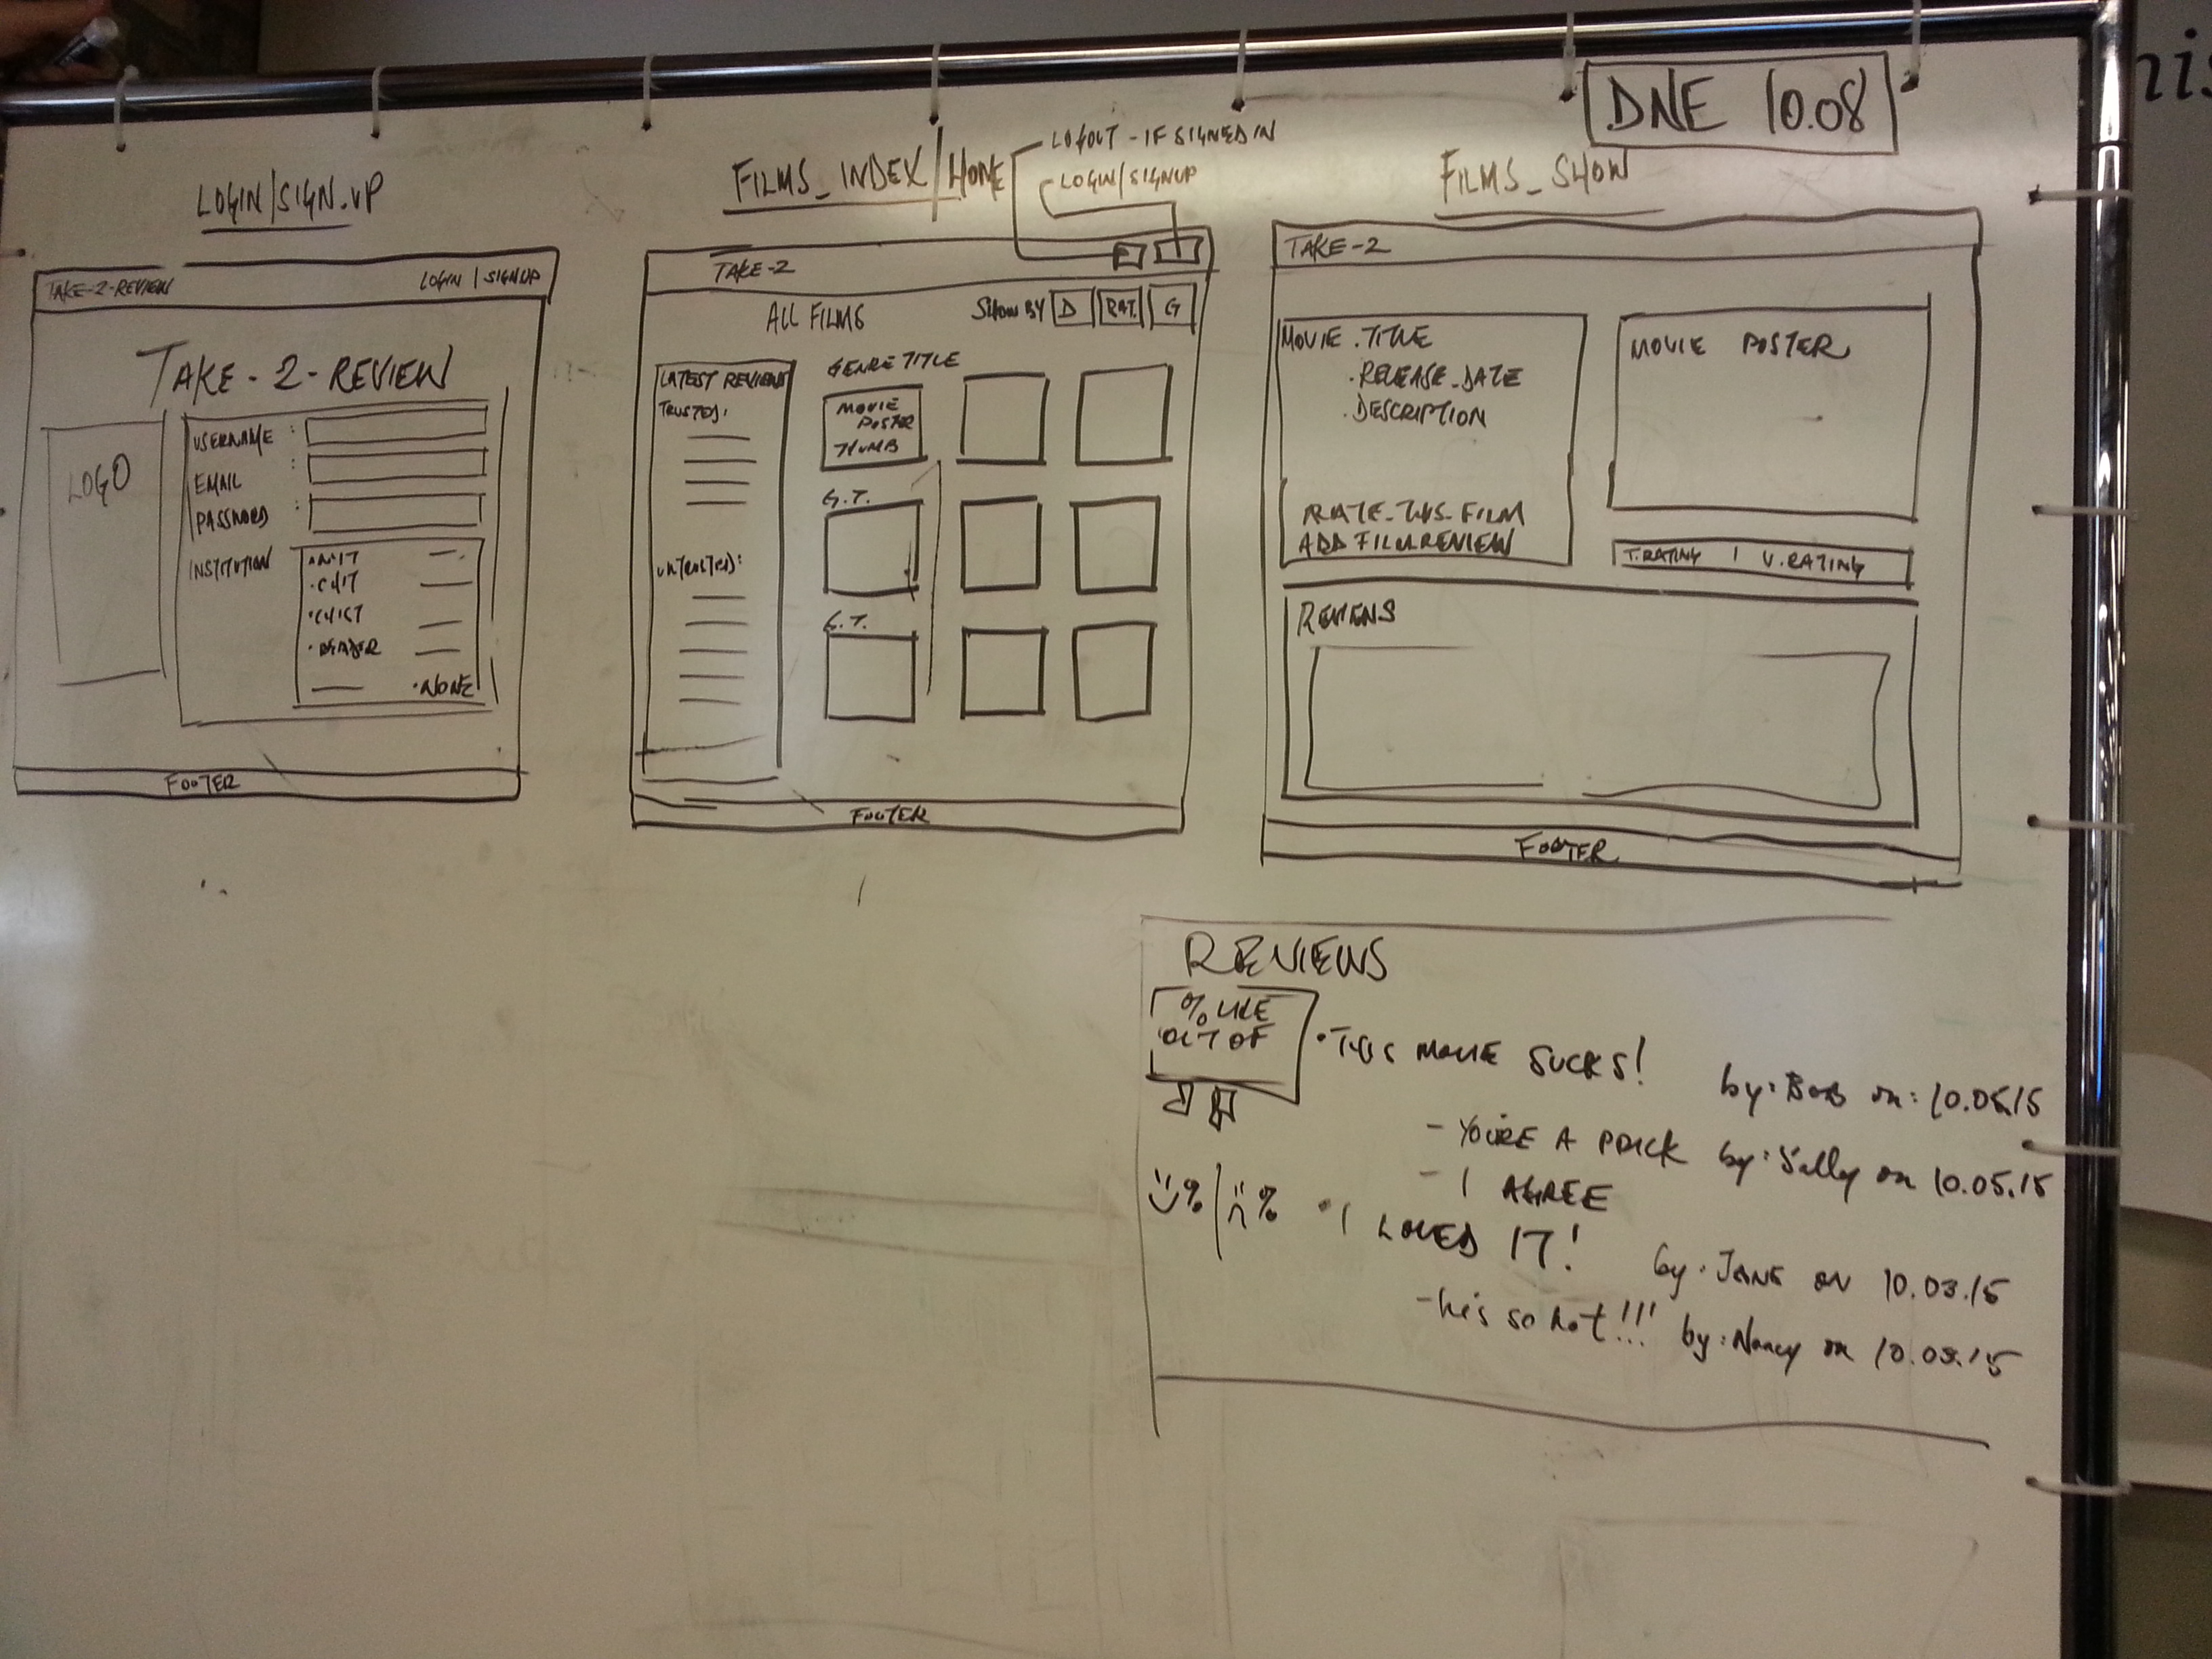 DNE 10.08
LOGIN/SIGN.UP
TAKE-2-REVIEW
LOGIN | SIGNUP
TAKE-2-REVIEW
LOGO
USERNAME :
EMAIL :
PASSWORD :
INSTITUTION
·NONE
FOOTER
FILMS_INDEX/HOME
LOGOUT - IF SIGNED IN
LOGIN/SIGNUP
TAKE-2
ALL FILMS
SHOW BY D RAT. G
LATEST REVIEWS
TRUSTED:
UNTRUSTED:
GENRE TITLE
MOVIE
POSTER
THUMB
G.T.
G.T.
FOOTER
FILMS_SHOW
TAKE-2
MOVIE.TITLE
.RELEASE_DATE
.DESCRIPTION
RATE_THIS_FILM
ADD FILM REVIEW
MOVIE POSTER
T.RATING | V.RATING
REVIEWS
FOOTER
REVIEWS
% LIKE
OUT OF
·THIS MOVIE SUCKS! by: BOB on: 10.05.15
- YOU'RE A PRICK by: Sally on 10.05.15
- I AGREE
% | %
·I LOVED IT! by: JANE ON 10.03.15
- he's so hot!!! by: Nancy on 10.03.15